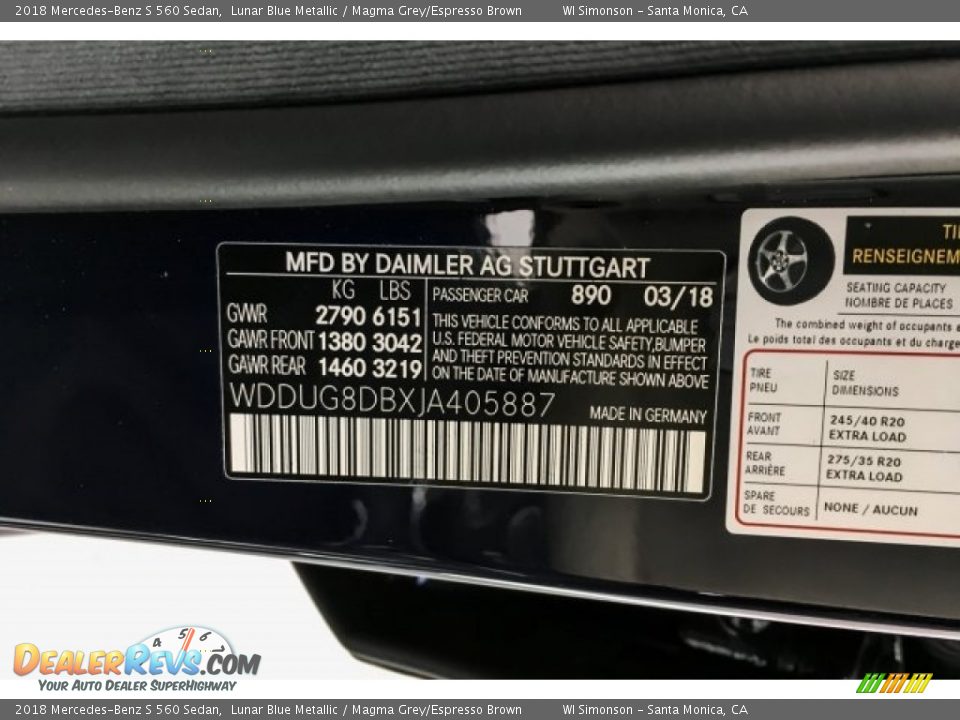 2018 Mercedes-Benz S 560 Sedan, Lunar Blue Metallic / Magma Grey/Espresso Brown WI Simonson - Santa Monica, CA
MFD BY DAIMLER AG STUTTGART
KG LBS
GVWR 2790 6151
GAWR FRONT 1380 3042
GAWR REAR 1460 3219
PASSENGER CAR 890 03/18
THIS VEHICLE CONFORMS TO ALL APPLICABLE
U.S. FEDERAL MOTOR VEHICLE SAFETY,BUMPER
AND THEFT PREVENTION STANDARDS IN EFFECT
ON THE DATE OF MANUFACTURE SHOWN ABOVE
WDDUG8DBXJA405887 MADE IN GERMANY
TI
RENSEIGNEM
SEATING CAPACITY
NOMBRE DE PLACES
The combined weight of occupants a
Le poids total des occupants et du charge
TIRE SIZE
PNEU DIMENSIONS
FRONT 245/40 R20
AVANT EXTRA LOAD
REAR 275/35 R20
ARRIÈRE EXTRA LOAD
SPARE NONE / AUCUN
DE SECOURS
4 5 6
DEALERREVS.COM
YOUR AUTO DEALER SUPERHIGHWAY
2018 Mercedes-Benz S 560 Sedan, Lunar Blue Metallic / Magma Grey/Espresso Brown WI Simonson - Santa Monica, CA